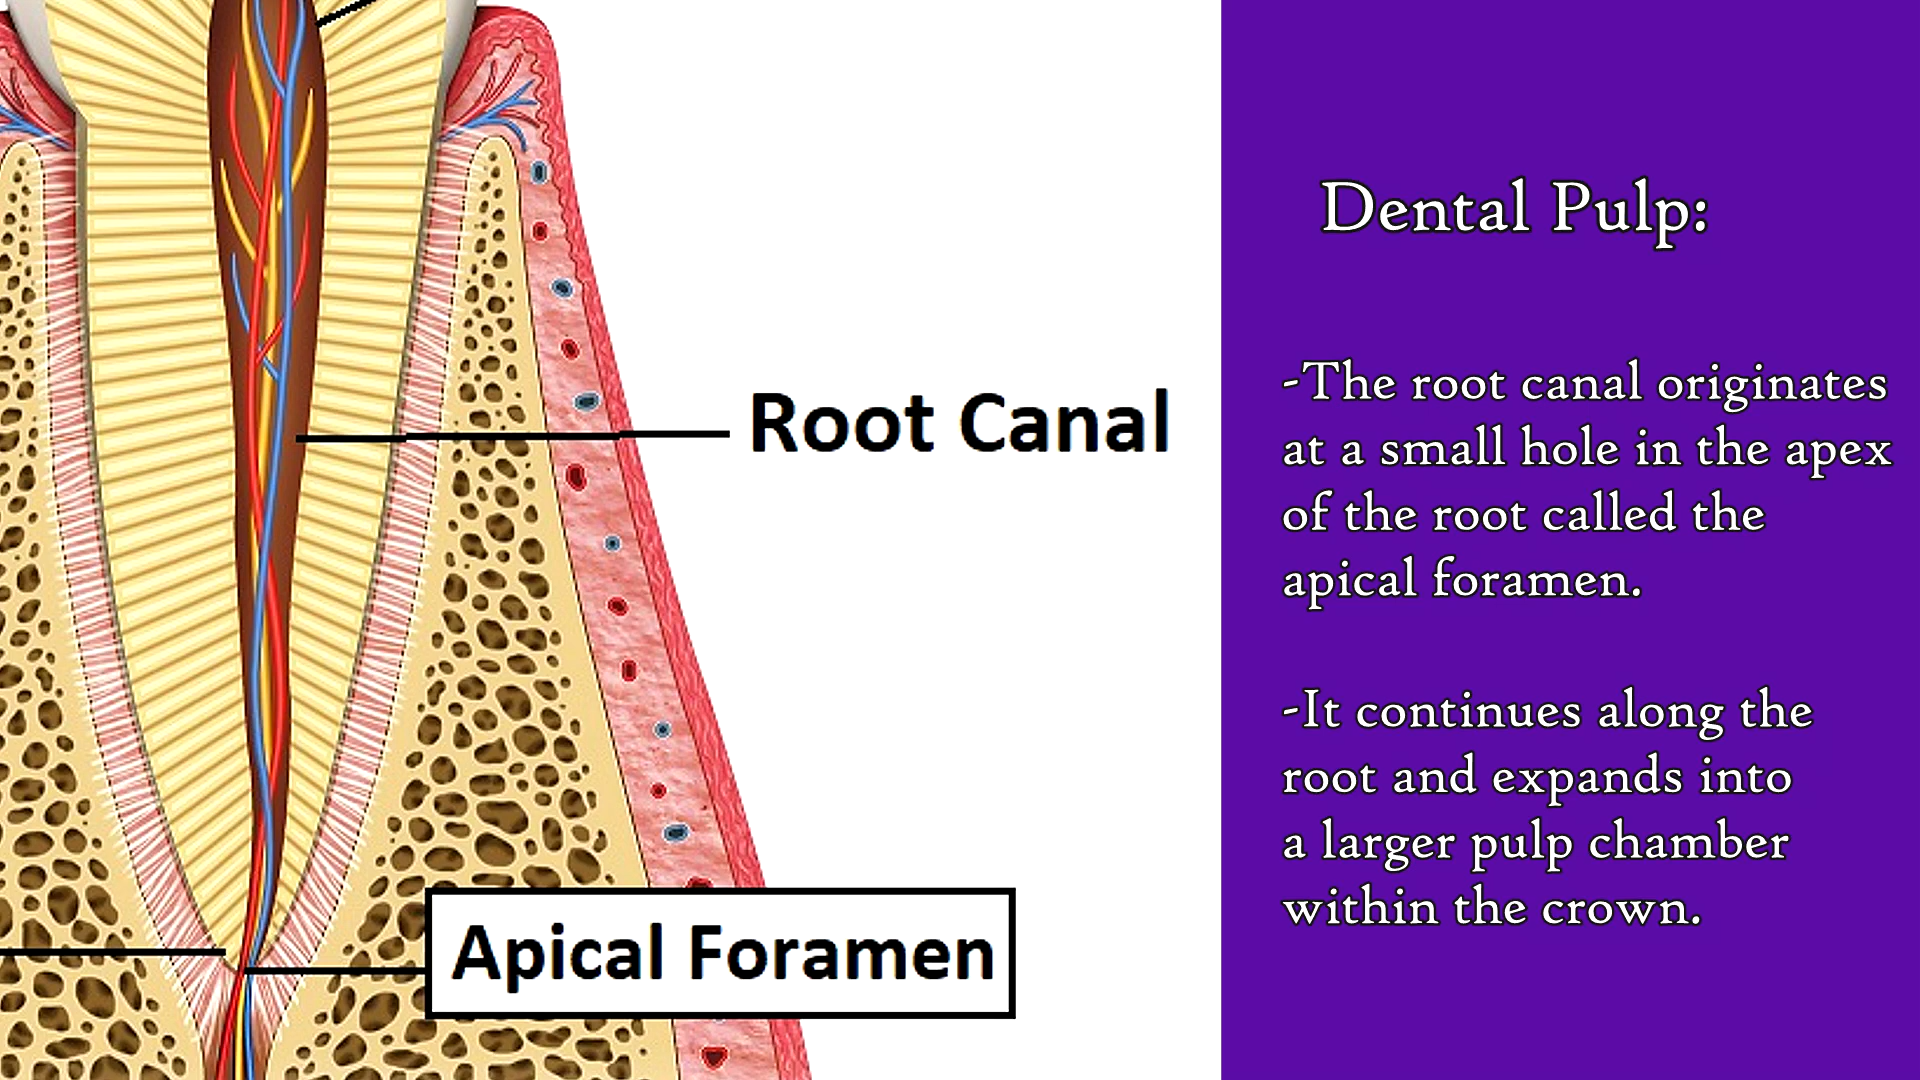 Root Canal
Apical Foramen
Dental Pulp:
-The root canal originates
at a small hole in the apex
of the root called the
apical foramen.
-It continues along the
root and expands into
a larger pulp chamber
within the crown.